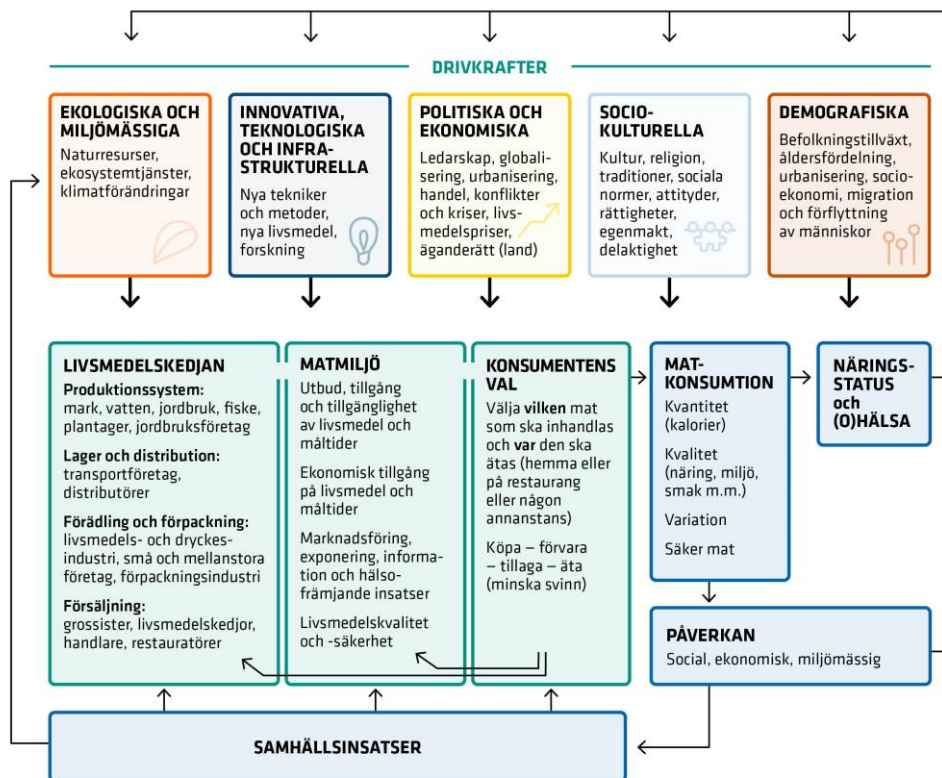 DRIVKRAFTER
EKOLOGISKA OCH
MILJÖMÄSSIGA
Naturresurser,
ekosystemtjänster,
klimatförändringar
INNOVATIVA,
TEKNOLOGISKA
OCH INFRA-
STRUKTURELLA
Nya tekniker
och metoder,
nya livsmedel,
forskning
POLITISKA OCH
EKONOMISKA
Ledarskap, globali-
sering, urbanisering,
handel, konflikter
och kriser, livs-
medelspriser,
äganderätt (land)
SOCIO-
KULTURELLA
Kultur, religion,
traditioner, sociala
normer, attityder,
rättigheter,
egenmakt,
delaktighet
DEMOGRAFISKA
Befolkningstillväxt,
åldersfördelning,
urbanisering, socio-
ekonomi, migration
och förflyttning
av människor
LIVSMEDELSKEDJAN
Produktionssystem:
mark, vatten, jordbruk, fiske,
plantager, jordbruksföretag
Lager och distribution:
transportföretag,
distributörer
Förädling och förpackning:
livsmedels- och dryckes-
industri, små och mellanstora
företag, förpackningsindustri
Försäljning:
grossister, livsmedelskedjor,
handlare, restauratörer
MATMILJÖ
Utbud, tillgång
och tillgänglighet
av livsmedel och
måltider
Ekonomisk tillgång
på livsmedel och
måltider
Marknadsföring,
exponering, informa-
tion och hälso-
främjande insatser
Livsmedelskvalitet
och -säkerhet
KONSUMENTENS
VAL
Välja vilken mat
som ska inhandlas
och var den ska
ätas (hemma eller
på restaurang
eller någon
annanstans)
Köpa – förvara
– tillaga – äta
(minska svinn)
MAT-
KONSUMTION
Kvantitet
(kalorier)
Kvalitet
(näring, miljö,
smak m.m.)
Variation
Säker mat
NÄRINGS-
STATUS
och
(O)HÄLSA
PÅVERKAN
Social, ekonomisk, miljömässig
SAMHÄLLSINSATSER